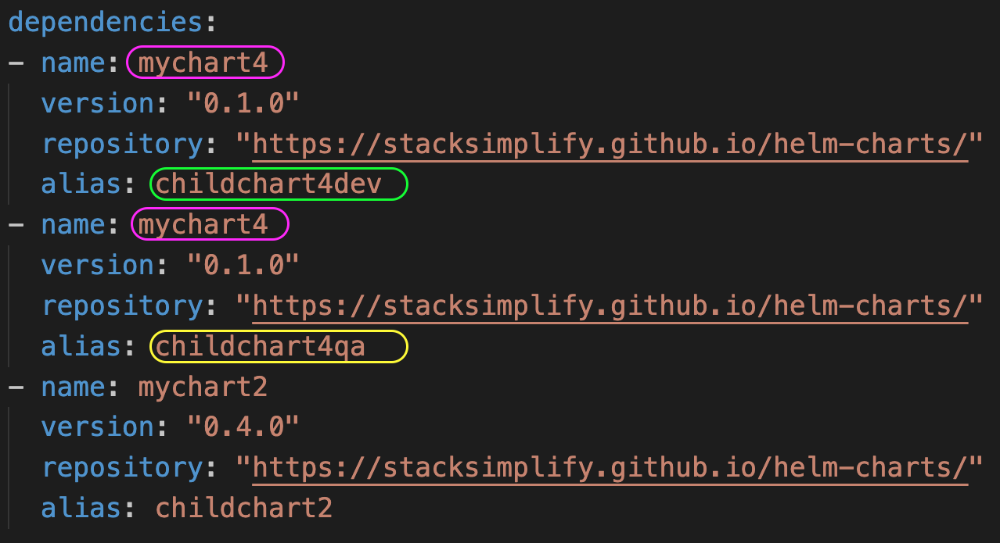 dependencies:
- name: mychart4
  version: "0.1.0"
  repository: "https://stacksimplify.github.io/helm-charts/"
  alias: childchart4dev
- name: mychart4
  version: "0.1.0"
  repository: "https://stacksimplify.github.io/helm-charts/"
  alias: childchart4qa
- name: mychart2
  version: "0.4.0"
  repository: "https://stacksimplify.github.io/helm-charts/"
  alias: childchart2